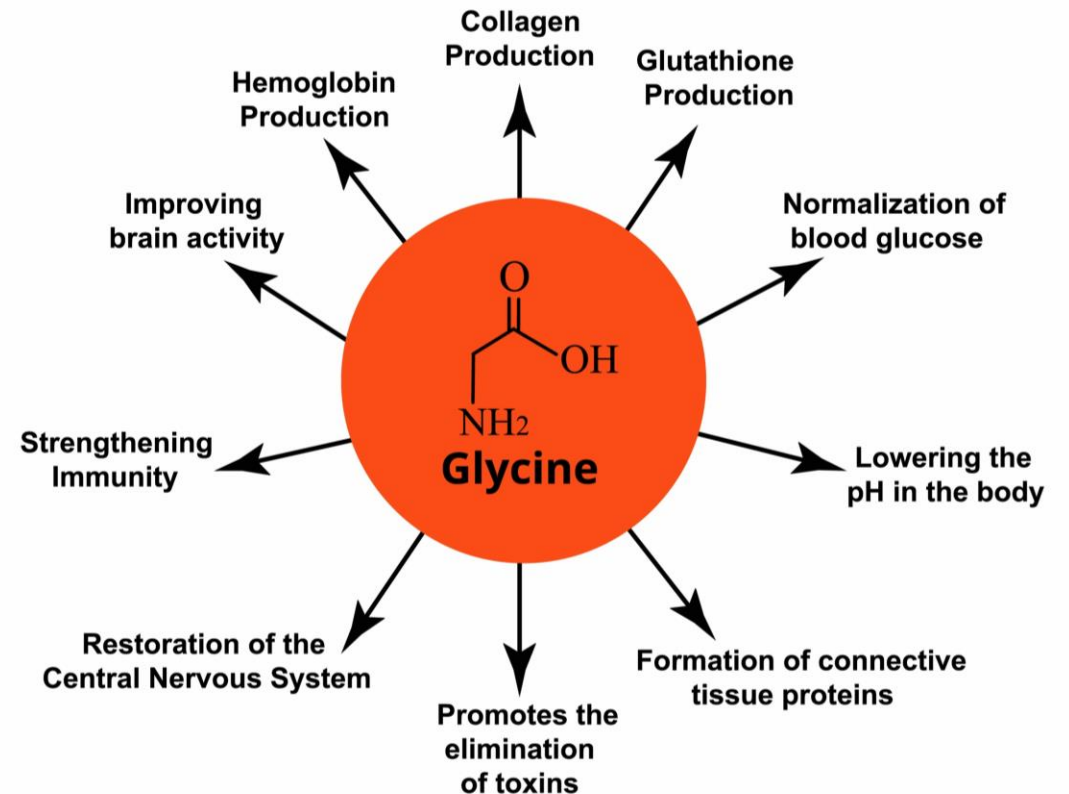 Collagen
Production
Glutathione
Production
Hemoglobin
Production
Normalization of
blood glucose
Improving
brain activity
O
OH
NH2
Glycine
Strengthening
Immunity
Lowering the
pH in the body
Restoration of the
Central Nervous System
Formation of connective
tissue proteins
Promotes the
elimination
of toxins